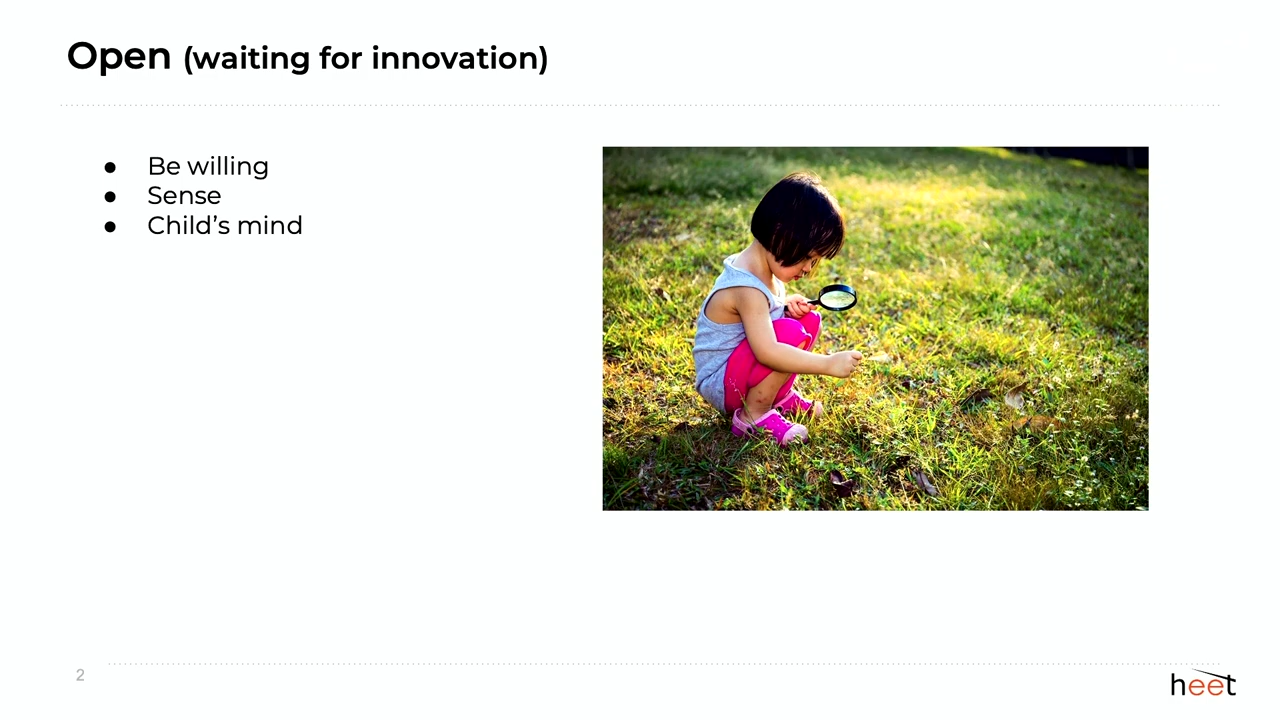 Open (waiting for innovation)
● Be willing
● Sense
● Child’s mind
2
heet